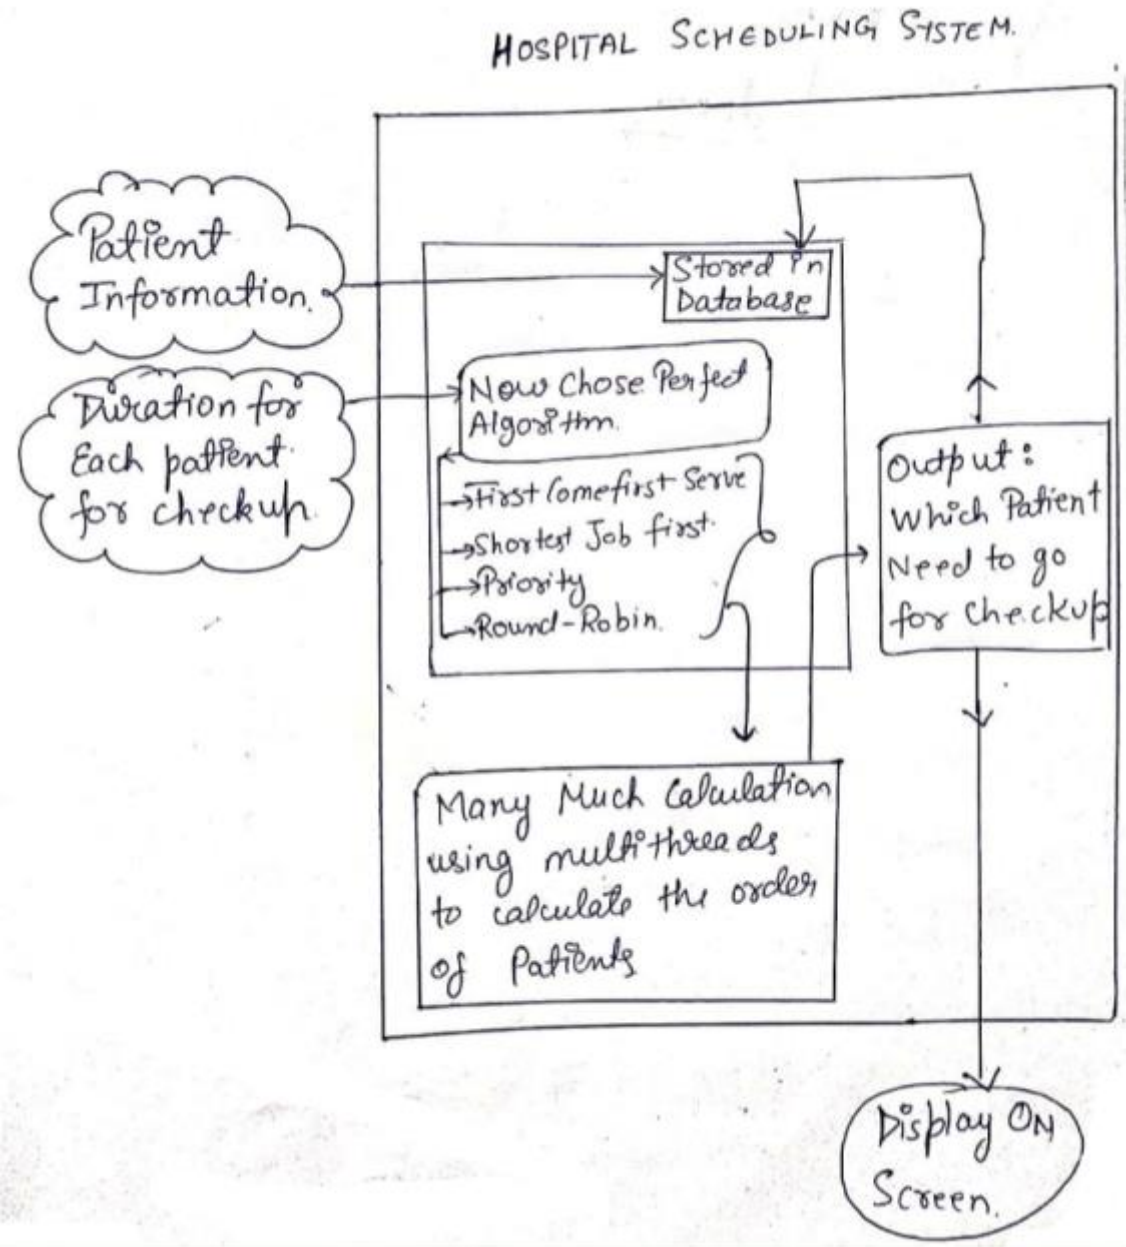 HOSPITAL SCHEDULING SYSTEM.
Patient
Information.
Stored in
Database
Duration for
Each patient.
for checkup.
Now Chose Perfect
Algorithm.
First Comefirst Serve
Shortest Job first.
Priority
Round-Robin.
Output:
Which Patient
Need to go
for checkup
Many Much Calculation
using multithreads
to calculate the order
of Patients
Display ON
Screen.